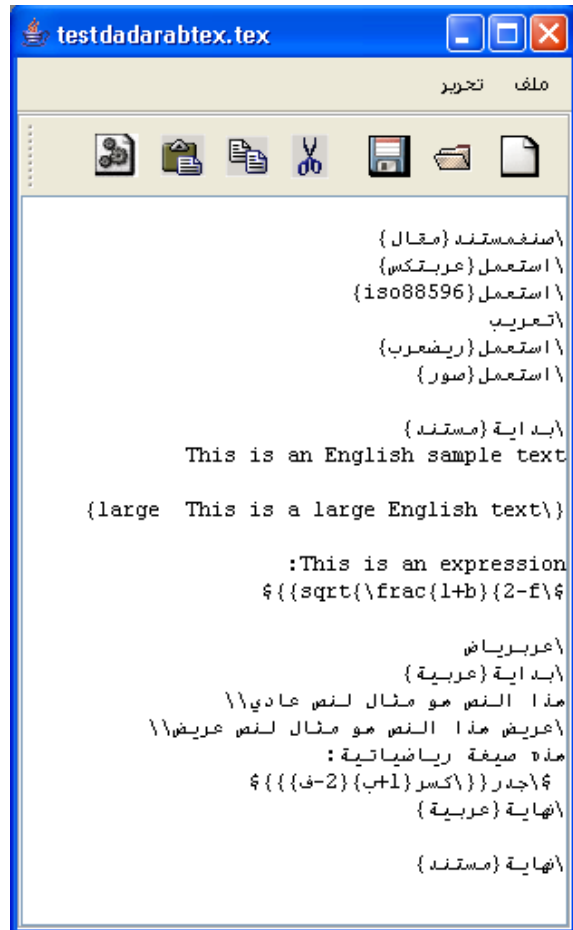 testdadarabtex.tex
ملف تحرير
\صنفمستند{مقال}
\استعمل{عربتكس}
\استعمل{iso88596}
\تعريب
\استعمل{ريضعرب}
\استعمل{صور}
\بداية{مستند}
This is an English sample text
{\large  This is a large English text}
This is an expression:
$\sqrt{\frac{1+b}{2-f}}$
\عربرياض
\بداية{عربية}
هذا النص هو مثال لنص عادي\\
\عريض هذا النص هو مثال لنص عريض\\
هذه صيغة رياضياتية:
$\جدر{{\كسر{1+ب}{2-ف}}}$
\نهاية{عربية}
\نهاية{مستند}